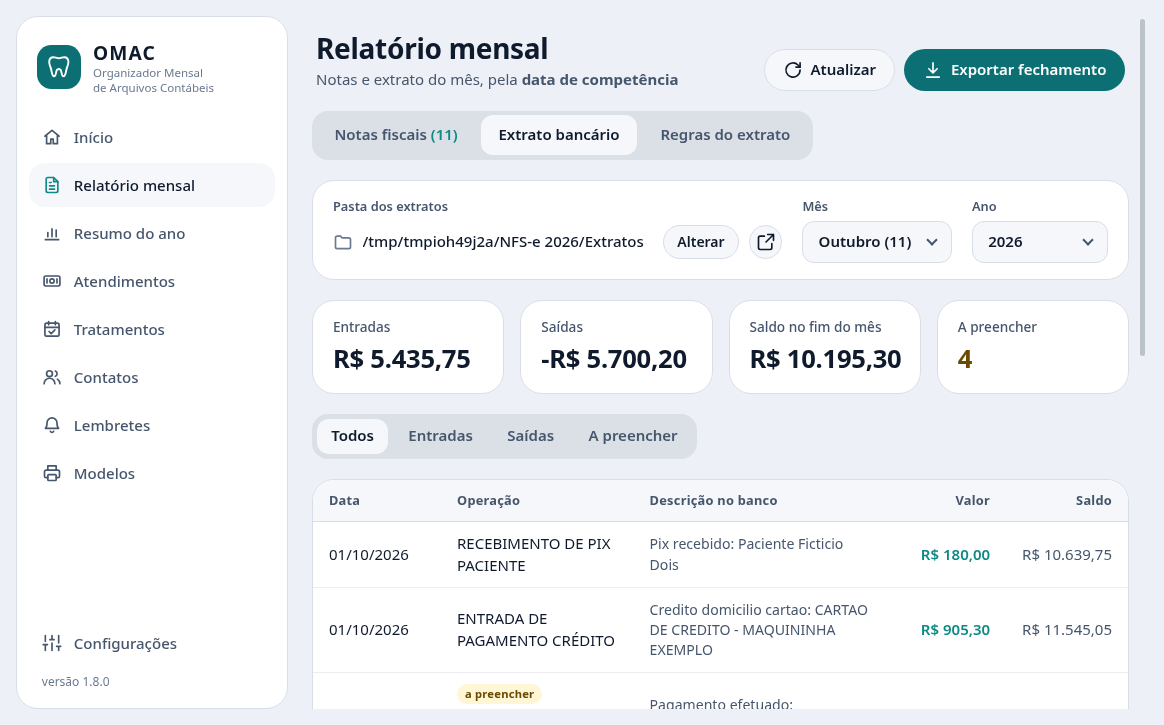 OMAC
Organizador Mensal
de Arquivos Contábeis
Início
Relatório mensal
Resumo do ano
Atendimentos
Tratamentos
Contatos
Lembretes
Modelos
Configurações
versão 1.8.0
Relatório mensal
Notas e extrato do mês, pela data de competência
Atualizar
Exportar fechamento
Notas fiscais (11)
Extrato bancário
Regras do extrato
Pasta dos extratos
/tmp/tmpioh49j2a/NFS-e 2026/Extratos
Alterar
Mês
Outubro (11)
Ano
2026
Entradas
R$ 5.435,75
Saídas
-R$ 5.700,20
Saldo no fim do mês
R$ 10.195,30
A preencher
4
Todos
Entradas
Saídas
A preencher
Data
Operação
Descrição no banco
Valor
Saldo
01/10/2026
RECEBIMENTO DE PIX
PACIENTE
Pix recebido: Paciente Ficticio
Dois
R$ 180,00
R$ 10.639,75
01/10/2026
ENTRADA DE
PAGAMENTO CRÉDITO
Credito domicilio cartao: CARTAO
DE CREDITO - MAQUININHA
EXEMPLO
R$ 905,30
R$ 11.545,05
a preencher
Pagamento efetuado: